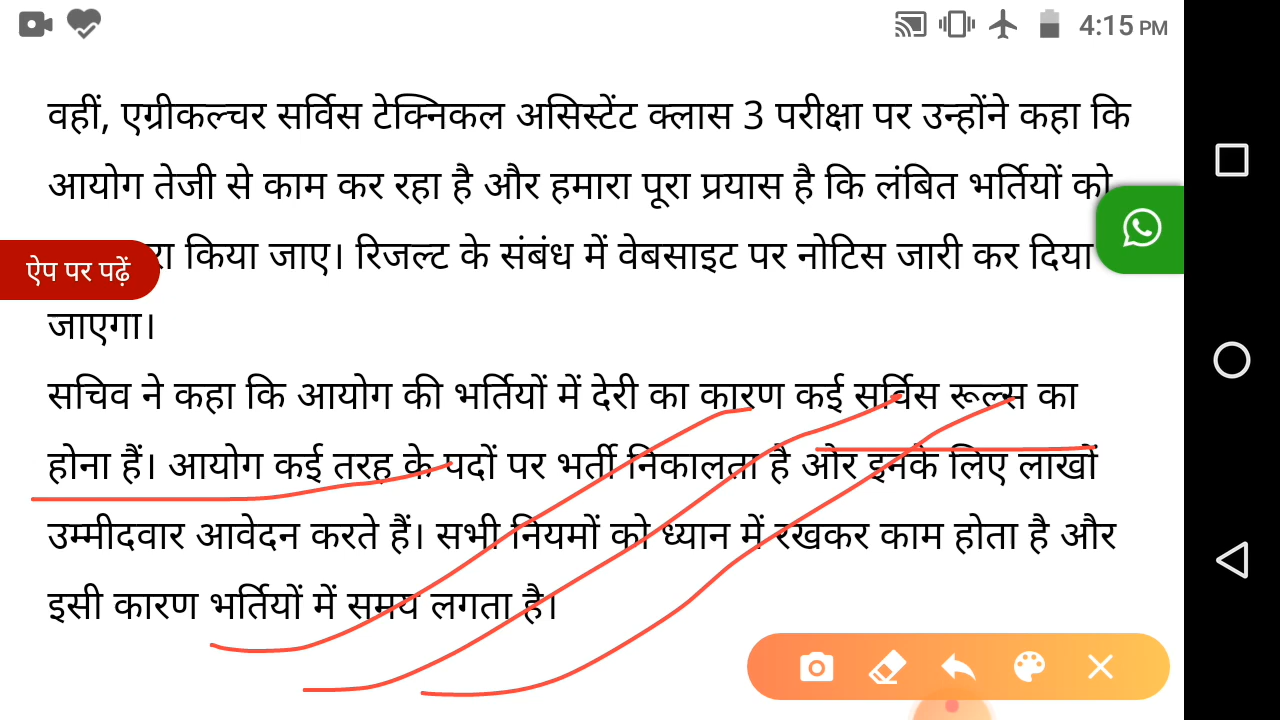 4:15 PM
वहीं, एग्रीकल्चर सर्विस टेक्निकल असिस्टेंट क्लास 3 परीक्षा पर उन्होंने कहा कि
आयोग तेजी से काम कर रहा है और हमारा पूरा प्रयास है कि लंबित भर्तियों को
किया जाए। रिजल्ट के संबंध में वेबसाइट पर नोटिस जारी कर दिया
ऐप पर पढ़ें
जाएगा।
सचिव ने कहा कि आयोग की भर्तियों में देरी का कारण कई सर्विस रूल्स का
होना हैं। आयोग कई तरह के पदों पर भर्ती निकालता है और इनके लिए लाखों
उम्मीदवार आवेदन करते हैं। सभी नियमों को ध्यान में रखकर काम होता है और
इसी कारण भर्तियों में समय लगता है।